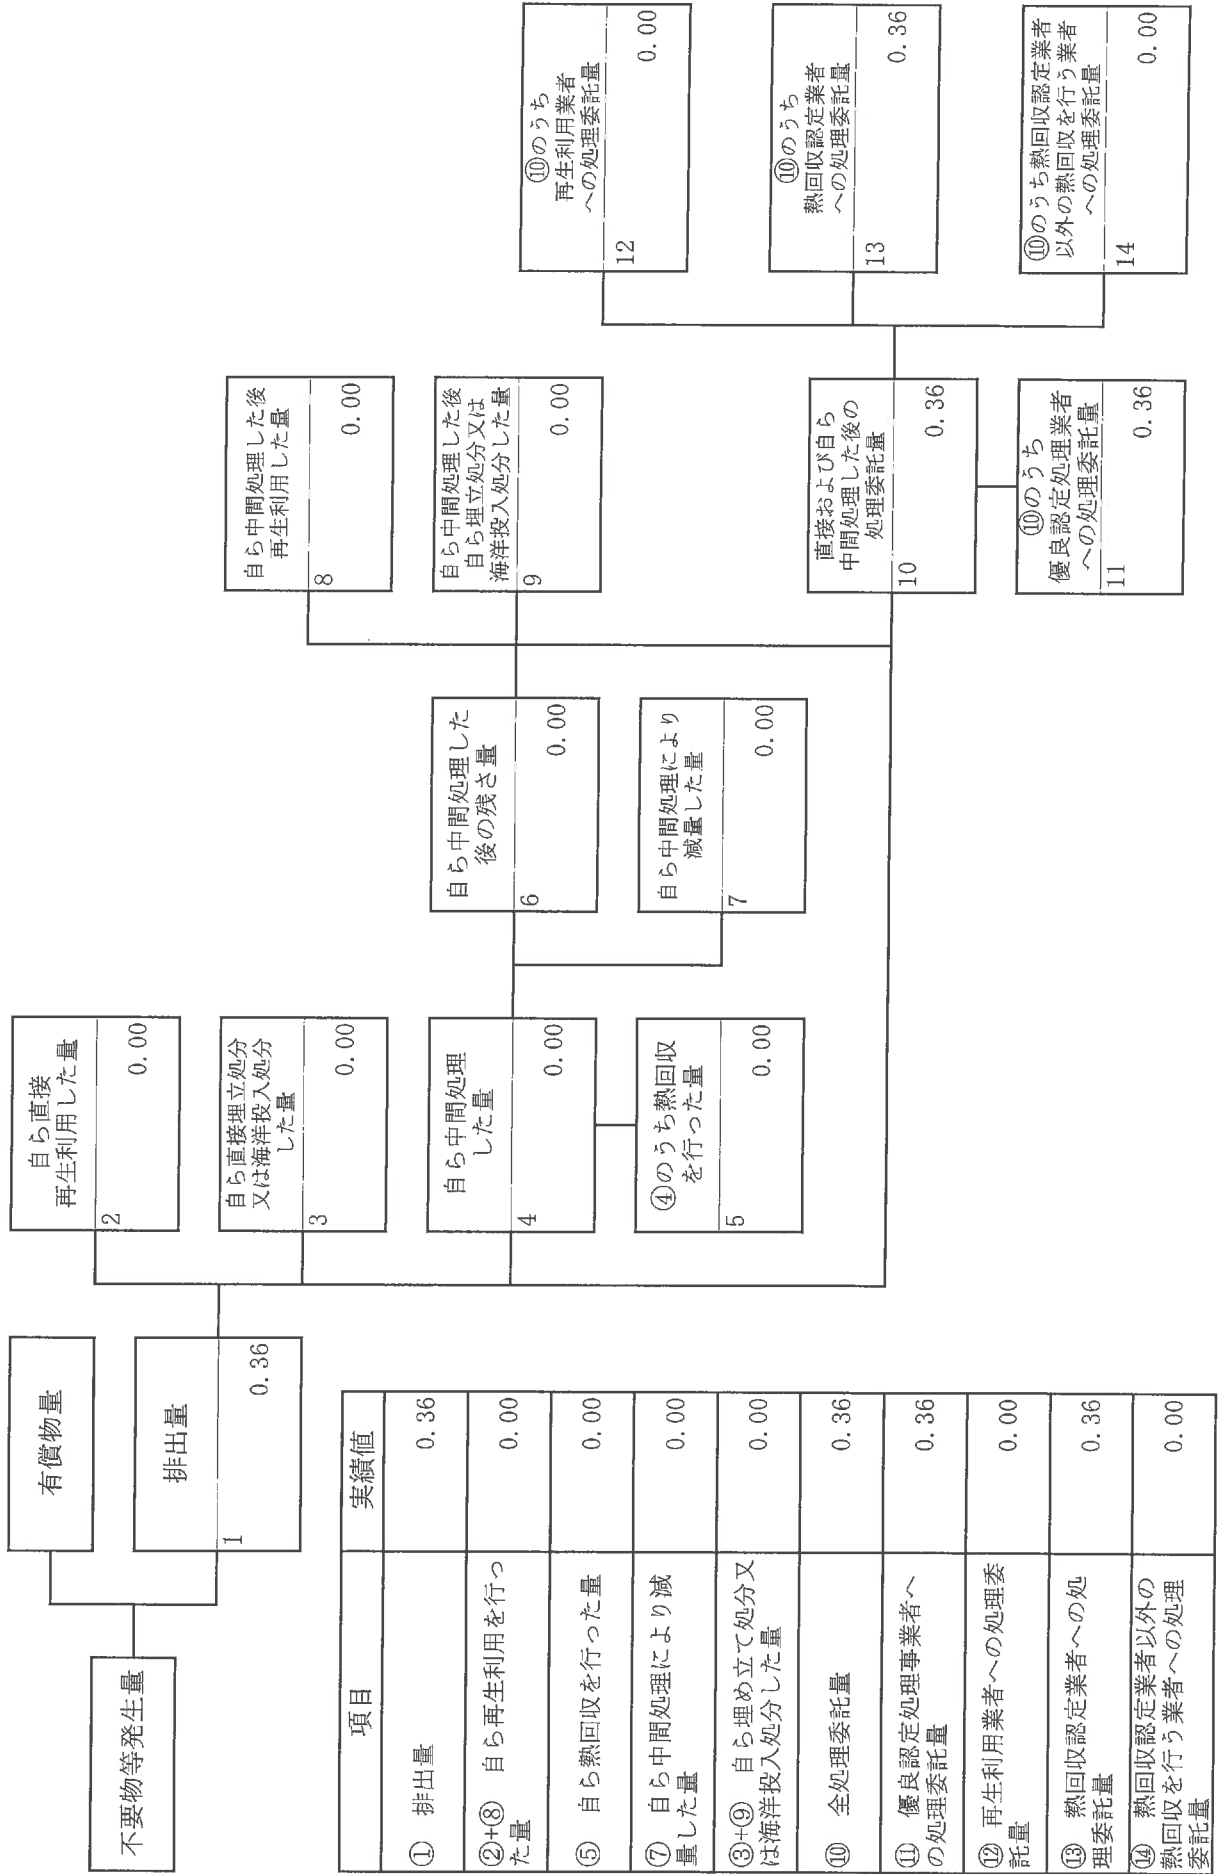 不要物等発生量
有償物量
排出量
1
0.36
自ら直接
再生利用した量
2
0.00
自ら直接埋立処分
又は海洋投入処分
した量
3
0.00
自ら中間処理
した量
4
0.00
④のうち熱回収
を行った量
5
0.00
自ら中間処理した
後の残さ量
6
0.00
自ら中間処理により
減量した量
7
0.00
自ら中間処理した後
再生利用した量
8
0.00
自ら中間処理した後
自ら埋立処分又は
海洋投入処分した量
9
0.00
直接および自ら
中間処理した後の
処理委託量
10
0.36
⑩のうち
優良認定処理業者
への処理委託量
11
0.36
⑩のうち
再生利用業者
への処理委託量
12
0.00
⑩のうち
熱回収認定業者
への処理委託量
13
0.36
⑩のうち熱回収認定業者
以外の熱回収を行う業者
への処理委託量
14
0.00
項目 実績値
① 排出量 0.36
②+⑧ 自ら再生利用を行っ
た量 0.00
⑤ 自ら熱回収を行った量 0.00
⑦ 自ら中間処理により減
量した量 0.00
③+⑨ 自ら埋め立て処分又
は海洋投入処分した量 0.00
⑩ 全処理委託量 0.36
⑪ 優良認定処理事業者へ
の処理委託量 0.36
⑫ 再生利用業者への処理委
託量 0.00
⑬ 熱回収認定業者への処
理委託量 0.36
⑭ 熱回収認定業者以外の
熱回収を行う業者への処理
委託量 0.00